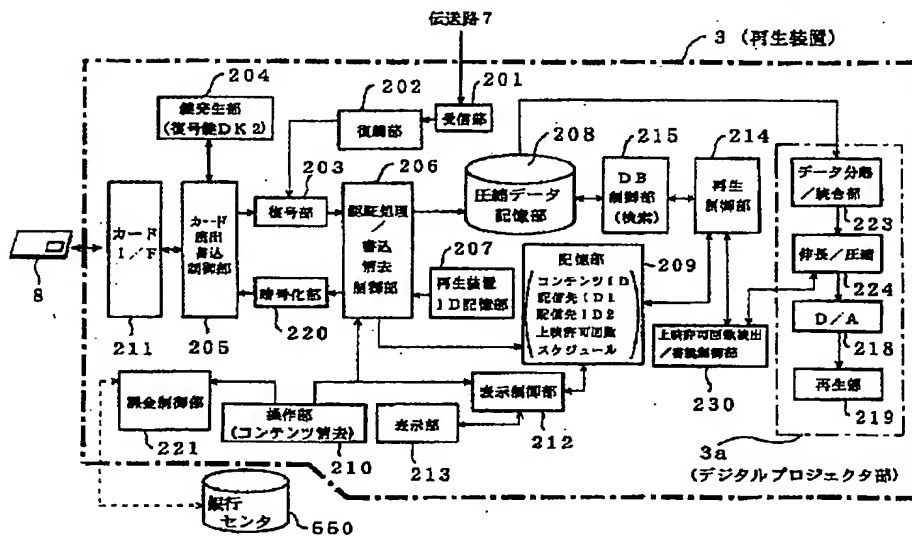 伝送路7
3 (再生装置)
204
鍵発生部
(復号鍵DK2)
202
復調部
201
受信部
203
復号部
206
認証処理
/
書込
消去
制御部
208
圧縮データ
記憶部
215
DB
制御部
(検索)
214
再生
制御部
データ分離
/統合部
223
伸長/圧縮
224
D/A
218
再生部
219
3a
(デジタルプロジェクタ部)
8
カード
I/F
211
カード
読出
書込
制御部
205
暗号化部
220
207
再生装置
ID記憶部
209
記憶部
コンテンツID
配信先ID1
配信先ID2
上映許可回数
スケジュール
上映許可回数検出
/書換制御部
230
課金制御部
221
操作部
(コンテンツ消去)
210
表示部
213
表示制御部
212
銀行
センタ
550